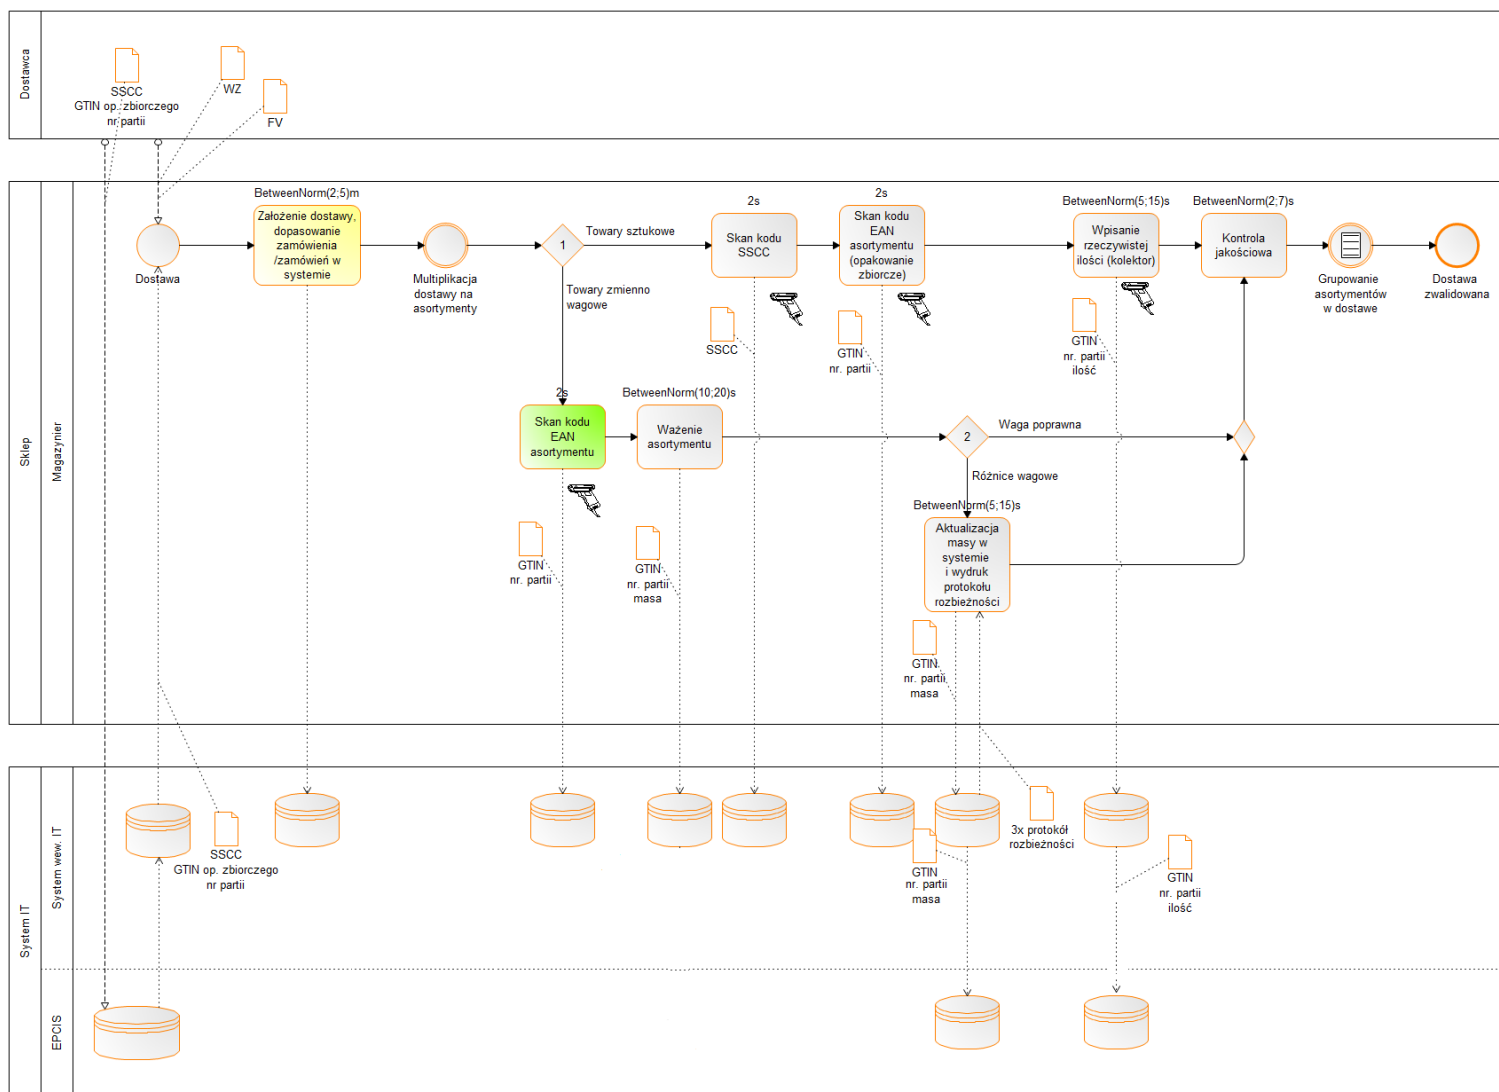 Dostawca
SSCC
GTIN op. zbiorczego
nr partii
WZ
FV
Sklep
Magazynier
Dostawa
BetweenNorm(2;5)m
Założenie dostawy,
dopasowanie
zamówienia
/zamówień w
systemie
Multiplikacja
dostawy na
asortymenty
1
Towary sztukowe
Towary zmienno
wagowe
2s
Skan kodu
SSCC
SSCC
2s
Skan kodu
EAN
asortymentu
(opakowanie
zbiorcze)
GTIN
nr. partii
BetweenNorm(5;15)s
Wpisanie
rzeczywistej
ilości (kolektor)
GTIN
nr. partii
ilość
BetweenNorm(2;7)s
Kontrola
jakościowa
Grupowanie
asortymentów
w dostawe
Dostawa
zwalidowana
2s
Skan kodu
EAN
asortymentu
GTIN
nr. partii
BetweenNorm(10;20)s
Ważenie
asortymentu
GTIN
nr. partii
masa
2
Waga poprawna
Różnice wagowe
BetweenNorm(5;15)s
Aktualizacja
masy w
systemie
i wydruk
protokołu
rozbieżności
GTIN
nr. partii
masa
System IT
System wew. IT
SSCC
GTIN op. zbiorczego
nr partii
3x protokół
rozbieżności
GTIN
nr. partii
masa
GTIN
nr. partii
ilość
EPCIS